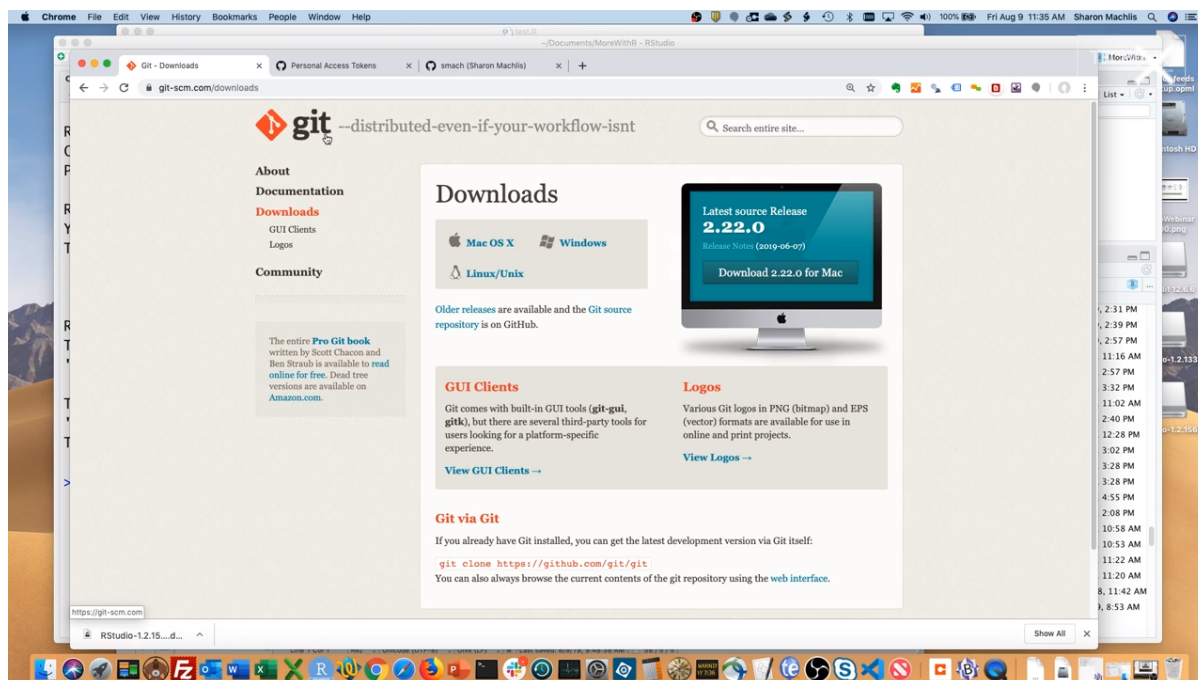 Chrome File Edit View History Bookmarks People Window Help
100% Fri Aug 9 11:35 AM Sharon Machlis
~/Documents/MoreWithR - RStudio
Git - Downloads
Personal Access Tokens
smach (Sharon Machlis)
git-scm.com/downloads
List
git --distributed-even-if-your-workflow-isnt
Search entire site...
About
Documentation
Downloads
GUI Clients
Logos
Community
The entire Pro Git book
written by Scott Chacon and
Ben Straub is available to read
online for free. Dead tree
versions are available on
Amazon.com.
Downloads
Mac OS X
Windows
Linux/Unix
Older releases are available and the Git source
repository is on GitHub.
Latest source Release
2.22.0
Release Notes (2019-06-07)
Download 2.22.0 for Mac
GUI Clients
Git comes with built-in GUI tools (git-gui,
gitk), but there are several third-party tools for
users looking for a platform-specific
experience.
View GUI Clients →
Logos
Various Git logos in PNG (bitmap) and EPS
(vector) formats are available for use in
online and print projects.
View Logos →
Git via Git
If you already have Git installed, you can get the latest development version via Git itself:
git clone https://github.com/git/git
You can also always browse the current contents of the git repository using the web interface.
, 2:31 PM
, 2:39 PM
, 2:57 PM
11:16 AM
2:57 PM
3:32 PM
11:02 AM
2:40 PM
12:28 PM
3:02 PM
3:28 PM
3:28 PM
4:55 PM
2:08 PM
10:58 AM
10:53 AM
11:22 AM
11:20 AM
8, 11:42 AM
9, 8:53 AM
https://git-scm.com
RStudio-1.2.15....d...
Show All